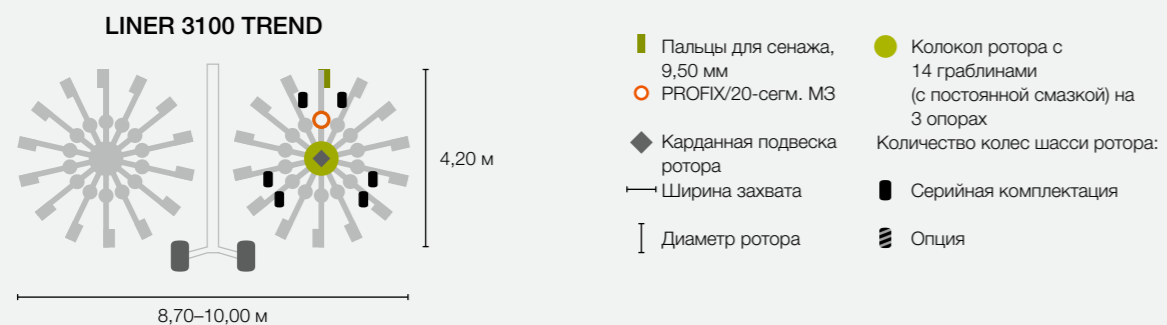 LINER 3100 TREND
4,20 м
8,70–10,00 м
Пальцы для сенажа,
9,50 мм
PROFIX/20-сегм. МЗ
Карданная подвеска
ротора
Ширина захвата
Диаметр ротора
Колокол ротора с
14 граблинами
(с постоянной смазкой) на
3 опорах
Количество колес шасси ротора:
Серийная комплектация
Опция